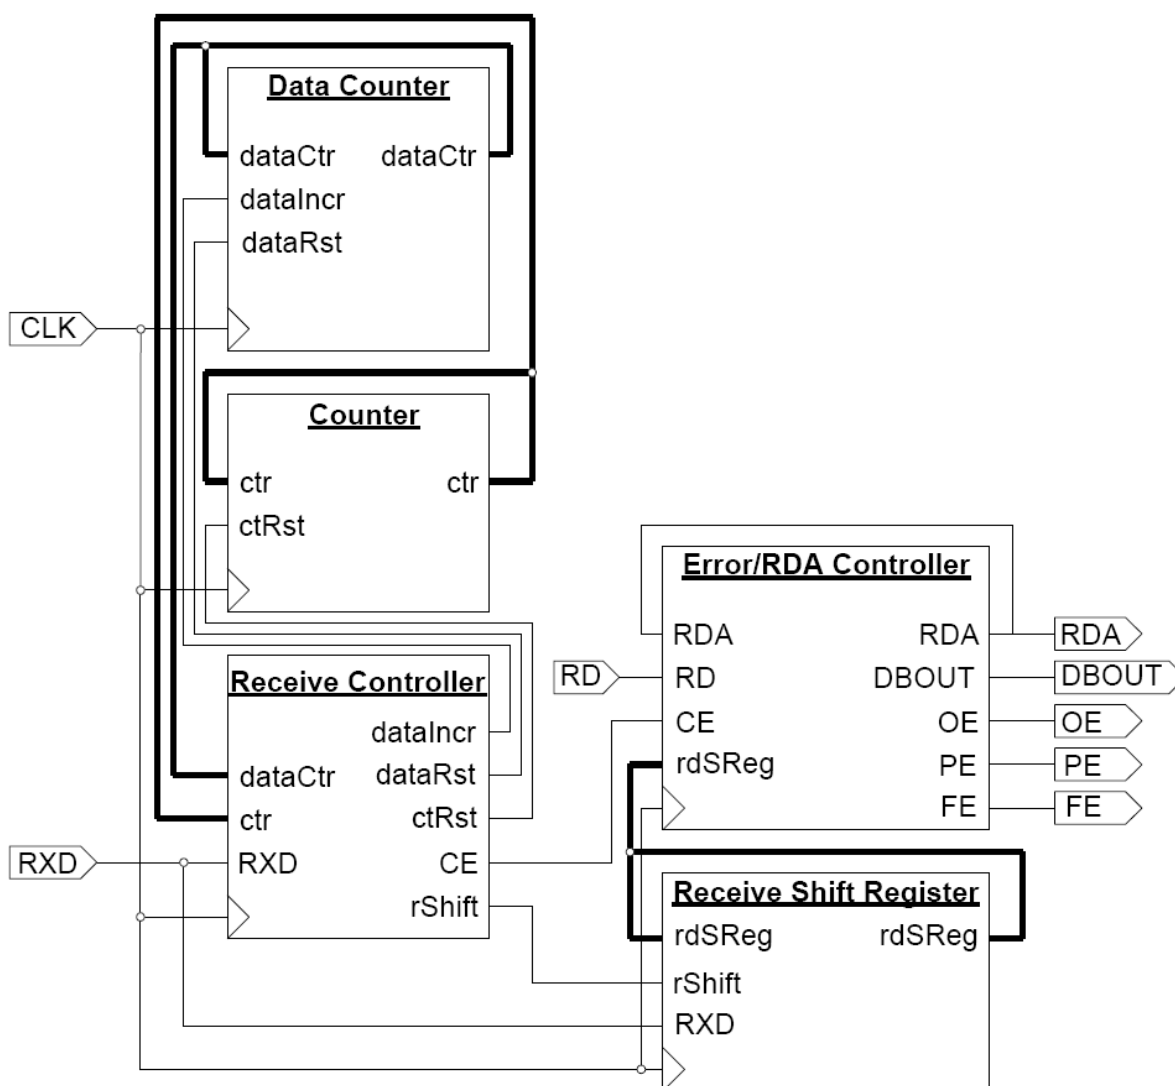 Data Counter
dataCtr dataCtr
dataIncr
dataRst
CLK
Counter
ctr ctr
ctRst
Receive Controller
dataIncr
dataCtr dataRst
ctr ctRst
RXD RXD CE
rShift
Error/RDA Controller
RDA RDA RDA
RD RD DBOUT DBOUT
CE OE OE
rdSReg PE PE
FE FE
Receive Shift Register
rdSReg rdSReg
rShift
RXD